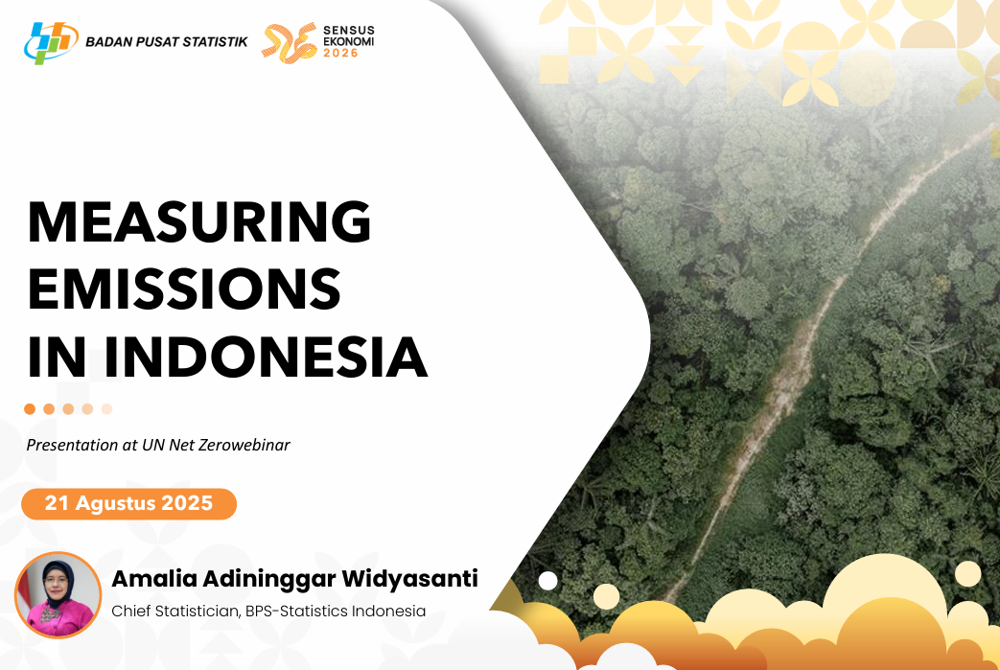 BADAN PUSAT STATISTIK
SENSUS
EKONOMI
2026
MEASURING
EMISSIONS
IN INDONESIA
Presentation at UN Net Zerowebinar
21 Agustus 2025
Amalia Adininggar Widyasanti
Chief Statistician, BPS-Statistics Indonesia